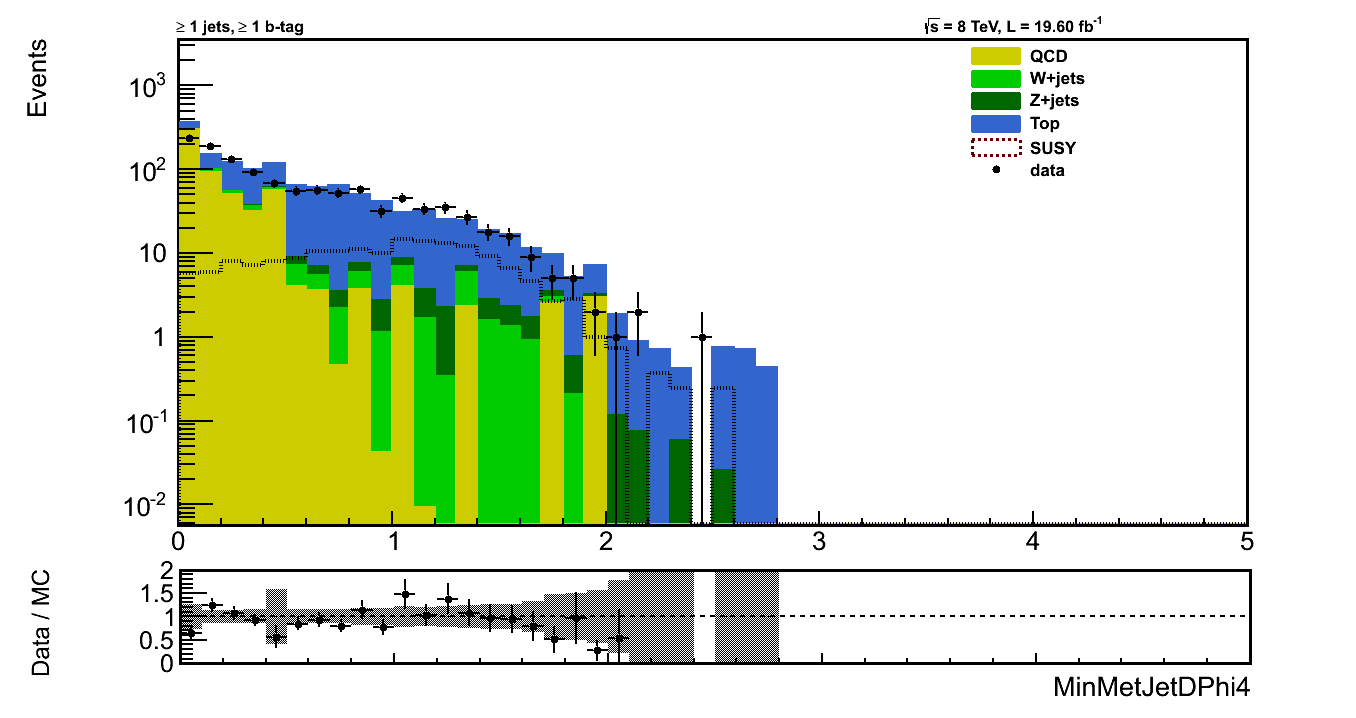 ≥ 1 jets, ≥ 1 b-tag
√s = 8 TeV, L = 19.60 fb⁻¹
Events
QCD
W+jets
Z+jets
Top
SUSY
data
10³
10²
10
1
10⁻¹
10⁻²
0 1 2 3 4 5
Data / MC
2
1.5
1
0.5
0
MinMetJetDPhi4